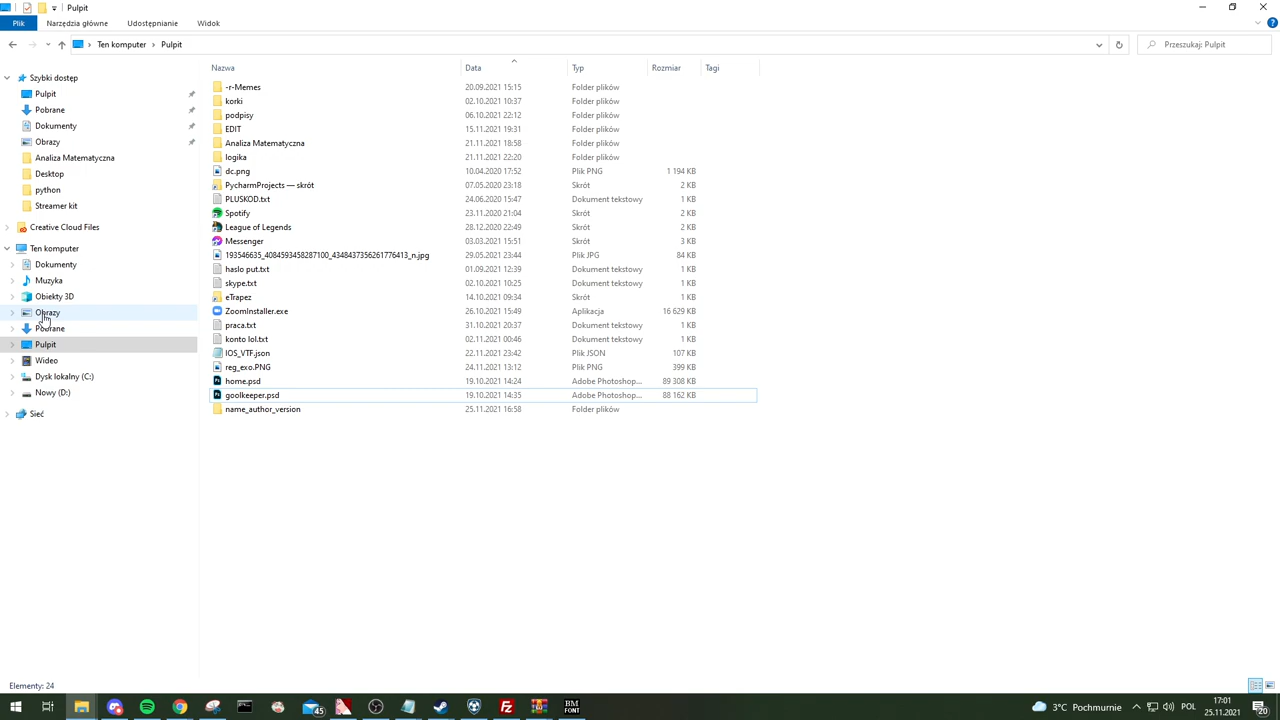 Pulpit
Plik Narzędzia główne Udostępnianie Widok
Ten komputer Pulpit Przeszukaj: Pulpit
Nazwa Data Typ Rozmiar Tagi
Szybki dostęp
Pulpit
Pobrane
Dokumenty
Obrazy
Analiza Matematyczna
Desktop
python
Streamer kit
Creative Cloud Files
Ten komputer
Dokumenty
Muzyka
Obiekty 3D
Obrazy
Pobrane
Pulpit
Wideo
Dysk lokalny (C:)
Nowy (D:)
Sieć
-r-Memes 20.09.2021 15:15 Folder plików
korki 02.10.2021 10:37 Folder plików
podpisy 06.10.2021 22:12 Folder plików
EDIT 15.11.2021 19:31 Folder plików
Analiza Matematyczna 21.11.2021 18:58 Folder plików
logika 21.11.2021 22:20 Folder plików
dc.png 10.04.2020 17:52 Plik PNG 1 194 KB
PycharmProjects — skrót 07.05.2020 23:18 Skrót 2 KB
PLUSKOD.txt 24.06.2020 15:47 Dokument tekstowy 1 KB
Spotify 23.11.2020 21:04 Skrót 2 KB
League of Legends 28.12.2020 22:49 Skrót 2 KB
Messenger 03.03.2021 15:51 Skrót 3 KB
193546635_4084593458287100_4348437356261776413_n.jpg 29.05.2021 23:44 Plik JPG 84 KB
haslo put.txt 01.09.2021 12:39 Dokument tekstowy 1 KB
skype.txt 02.10.2021 10:25 Dokument tekstowy 1 KB
eTrapez 14.10.2021 09:34 Skrót 1 KB
ZoomInstaller.exe 26.10.2021 15:49 Aplikacja 16 629 KB
praca.txt 31.10.2021 20:37 Dokument tekstowy 1 KB
konto lol.txt 02.11.2021 00:46 Dokument tekstowy 1 KB
IOS_VTF.json 22.11.2021 23:42 Plik JSON 107 KB
reg_exo.PNG 24.11.2021 13:12 Plik PNG 399 KB
home.psd 19.10.2021 14:24 Adobe Photoshop... 89 308 KB
goolkeeper.psd 19.10.2021 14:35 Adobe Photoshop... 88 162 KB
name_author_version 25.11.2021 16:58 Folder plików
Elementy: 24
45
BM
FONT
3°C Pochmurnie
POL
17:01
25.11.2021
20